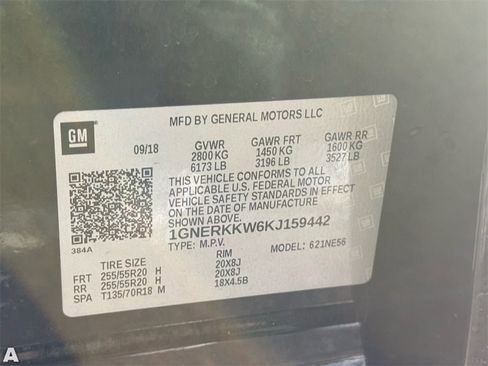 GM
MFD BY GENERAL MOTORS LLC
09/18 GVWR GAWR FRT GAWR RR
2800 KG 1450 KG 1600 KG
6173 LB 3196 LB 3527 LB
THIS VEHICLE CONFORMS TO ALL
APPLICABLE U.S. FEDERAL MOTOR
VEHICLE SAFETY STANDARDS IN EFFECT
ON THE DATE OF MANUFACTURE
SHOWN ABOVE.
1GNERKKW6KJ159442
384A
TYPE: M.P.V. MODEL: 621NE56
TIRE SIZE RIM
FRT 255/55R20 H 20X8J
RR 255/55R20 H 20X8J
SPA T135/70R18 M 18X4.5B
A